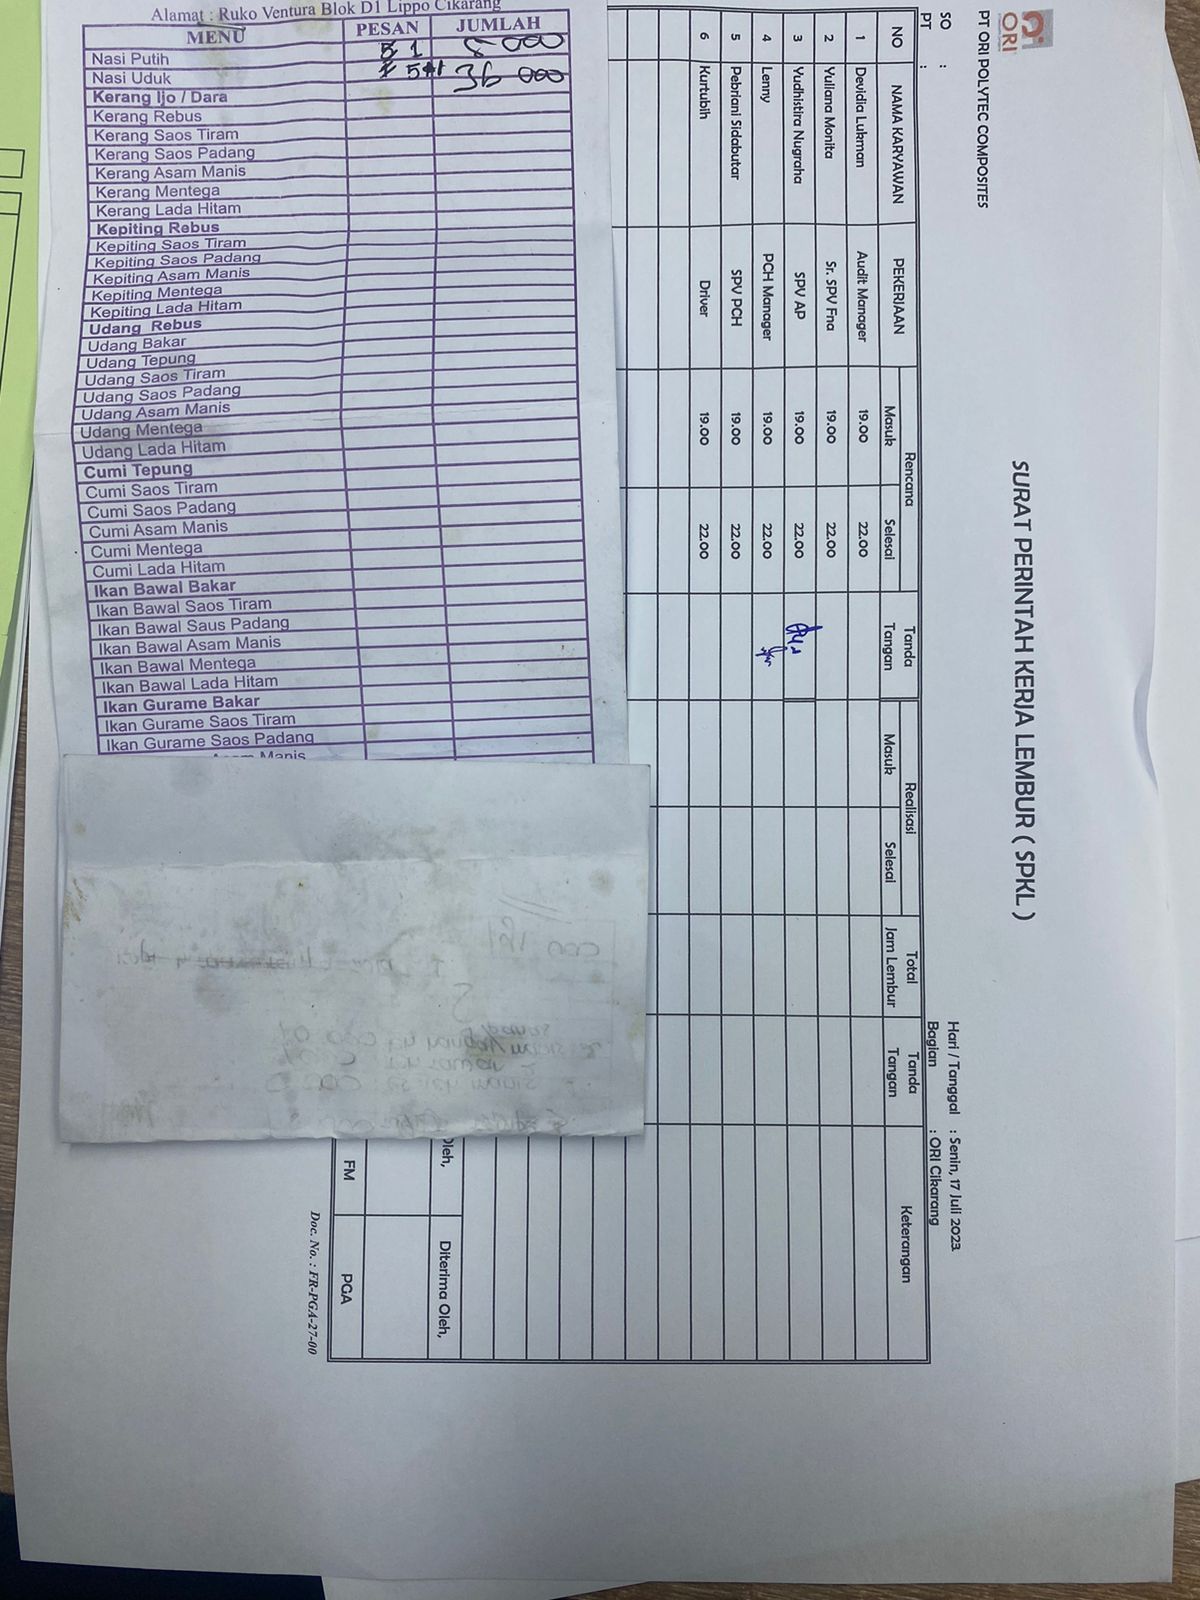 Alamat : Ruko Ventura Blok D1 Lippo Cikarang
MENU PESAN JUMLAH
Nasi Putih 1 5 000
Nasi Uduk 36 000
Kerang Ijo / Dara
Kerang Rebus
Kerang Saos Tiram
Kerang Saos Padang
Kerang Asam Manis
Kerang Mentega
Kerang Lada Hitam
Kepiting Rebus
Kepiting Saos Tiram
Kepiting Saos Padang
Kepiting Asam Manis
Kepiting Mentega
Kepiting Lada Hitam
Udang Rebus
Udang Bakar
Udang Tepung
Udang Saos Tiram
Udang Saos Padang
Udang Asam Manis
Udang Mentega
Udang Lada Hitam
Cumi Tepung
Cumi Saos Tiram
Cumi Saos Padang
Cumi Asam Manis
Cumi Mentega
Cumi Lada Hitam
Ikan Bawal Bakar
Ikan Bawal Saos Tiram
Ikan Bawal Saus Padang
Ikan Bawal Asam Manis
Ikan Bawal Mentega
Ikan Bawal Lada Hitam
Ikan Gurame Bakar
Ikan Gurame Saos Tiram
Ikan Gurame Saos Padang
Manis
ORI
PT ORI POLYTEC COMPOSITES
SURAT PERINTAH KERJA LEMBUR ( SPKL )
SO : Hari / Tanggal : Senin, 17 Juli 2023
PT : Bagian : ORI Cikarang
NO NAMA KARYAWAN PEKERJAAN Rencana Tanda Tangan Realisasi Total Jam Lembur Tanda Tangan Keterangan
Masuk Selesai Masuk Selesai
1 Devidia Lukman Audit Manager 19.00 22.00
2 Yuliana Monita Sr. SPV Fna 19.00 22.00
3 Yudhistira Nugraha SPV AP 19.00 22.00
4 Lenny PCH Manager 19.00 22.00
5 Pebriani Sidabutar SPV PCH 19.00 22.00
6 Kurtubih Driver 19.00 22.00
Oleh, Diterima Oleh,
FM PGA
Doc. No. : FR-PGA-27-00